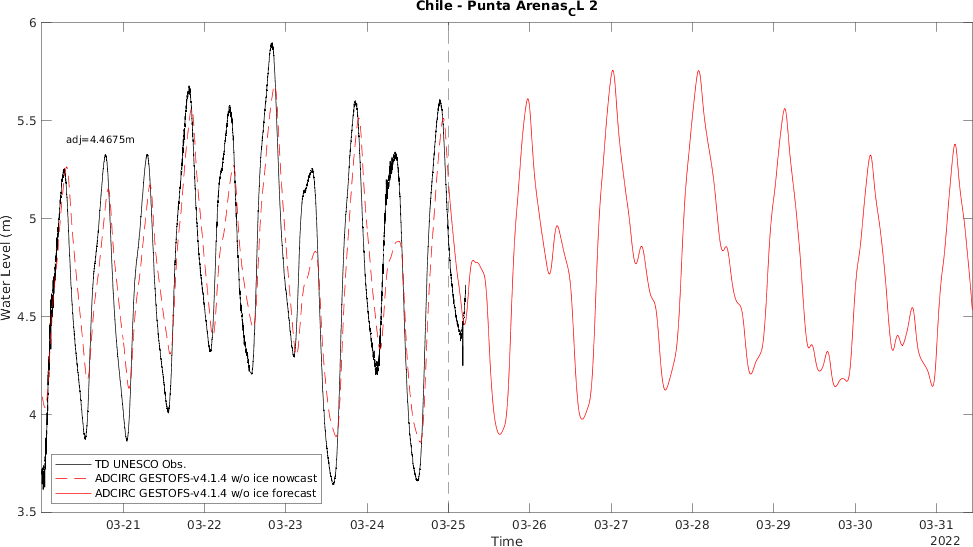 Chile - Punta Arenas_CL 2
6
5.5
5
4.5
4
3.5
Water Level (m)
adj=4.4675m
TD UNESCO Obs.
ADCIRC GESTOFS-v4.1.4 w/o ice nowcast
ADCIRC GESTOFS-v4.1.4 w/o ice forecast
03-21 03-22 03-23 03-24 03-25 03-26 03-27 03-28 03-29 03-30 03-31
Time
2022